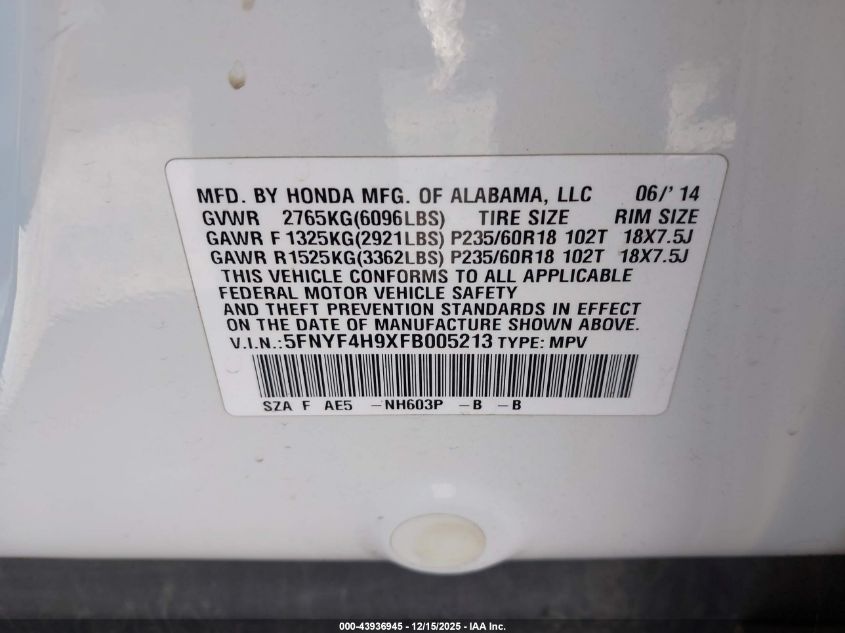 MFD. BY HONDA MFG. OF ALABAMA, LLC 06/'14
GVWR 2765KG(6096LBS) TIRE SIZE RIM SIZE
GAWR F 1325KG(2921LBS) P235/60R18 102T 18X7.5J
GAWR R1525KG(3362LBS) P235/60R18 102T 18X7.5J
THIS VEHICLE CONFORMS TO ALL APPLICABLE
FEDERAL MOTOR VEHICLE SAFETY
AND THEFT PREVENTION STANDARDS IN EFFECT
ON THE DATE OF MANUFACTURE SHOWN ABOVE.
V.I.N.:5FNYF4H9XFB005213 TYPE: MPV
SZA F AE5 -NH603P -B -B
000-43936945 - 12/15/2025 - IAA Inc.